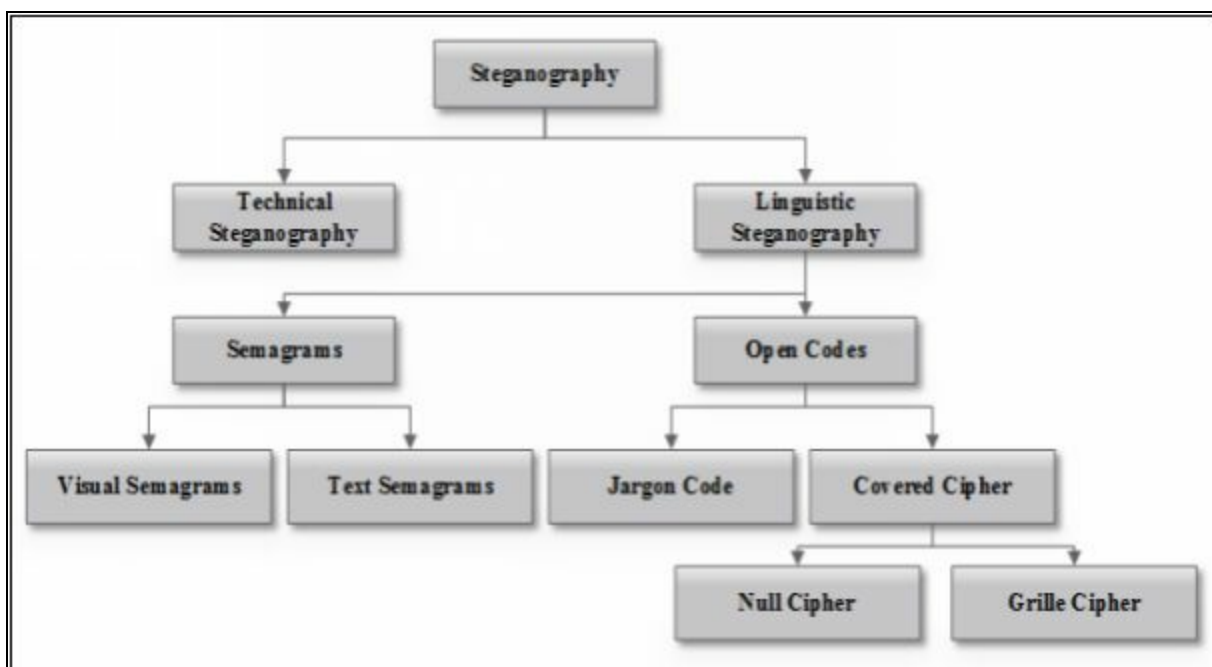 Steganography
Technical
Steganography
Linguistic
Steganography
Semagrams
Open Codes
Visual Semagrams
Text Semagrams
Jargon Code
Covered Cipher
Null Cipher
Grille Cipher